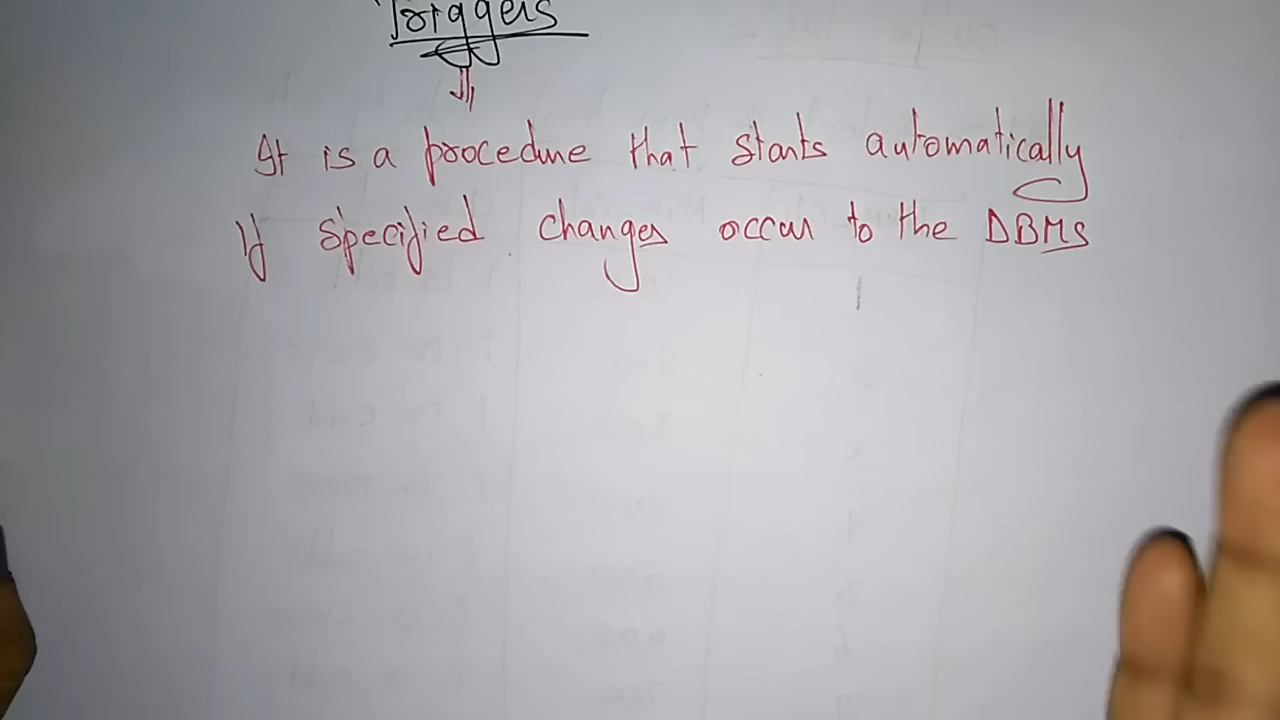 Triggers
It is a procedure that starts automatically
If specified changes occur to the DBMS